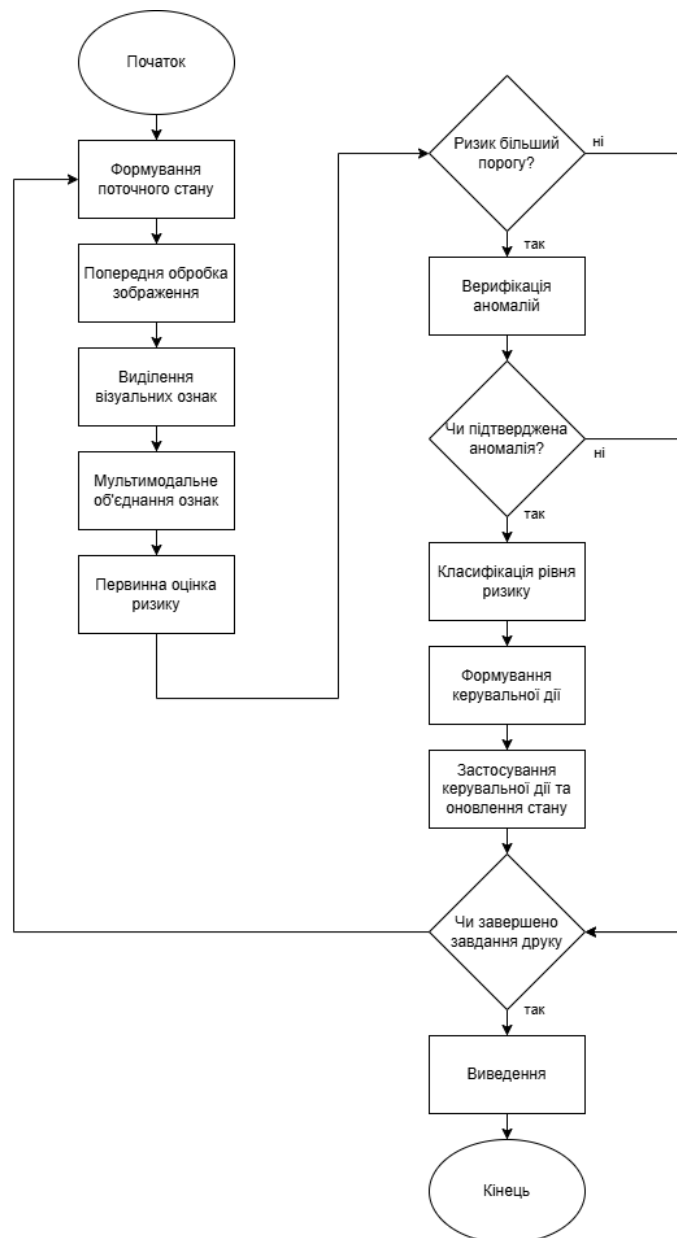 Початок
Формування
поточного стану
Попередня обробка
зображення
Виділення
візуальних ознак
Мультимодальне
об'єднання ознак
Первинна оцінка
ризику
Ризик більший
порогу?
ні
так
Верифікація
аномалій
Чи підтверджена
аномалія?
ні
так
Класифікація рівня
ризику
Формування
керувальної дії
Застосування
керувальної дії та
оновлення стану
Чи завершено
завдання друку
так
Виведення
Кінець